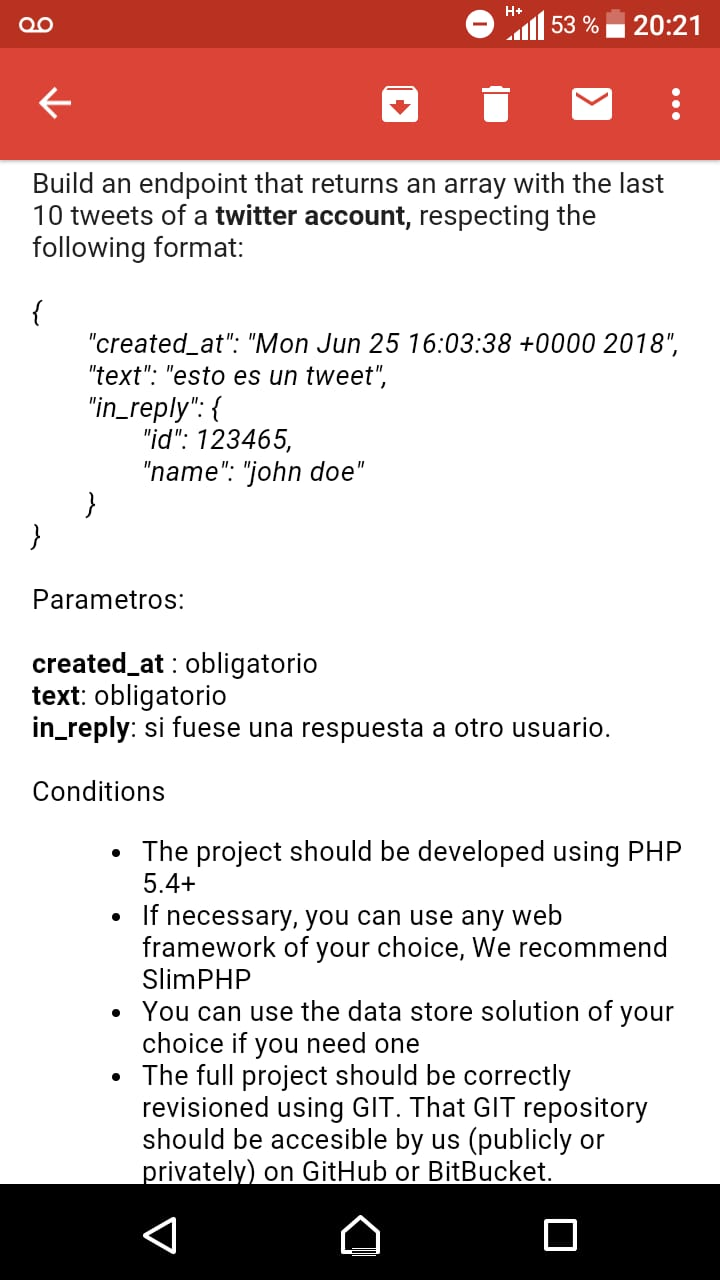 H+
53 %
20:21
Build an endpoint that returns an array with the last
10 tweets of a twitter account, respecting the
following format:
{
"created_at": "Mon Jun 25 16:03:38 +0000 2018",
"text": "esto es un tweet",
"in_reply": {
"id": 123465,
"name": "john doe"
}
}
Parametros:
created_at : obligatorio
text: obligatorio
in_reply: si fuese una respuesta a otro usuario.
Conditions
• The project should be developed using PHP
5.4+
• If necessary, you can use any web
framework of your choice, We recommend
SlimPHP
• You can use the data store solution of your
choice if you need one
• The full project should be correctly
revisioned using GIT. That GIT repository
should be accesible by us (publicly or
privately) on GitHub or BitBucket.